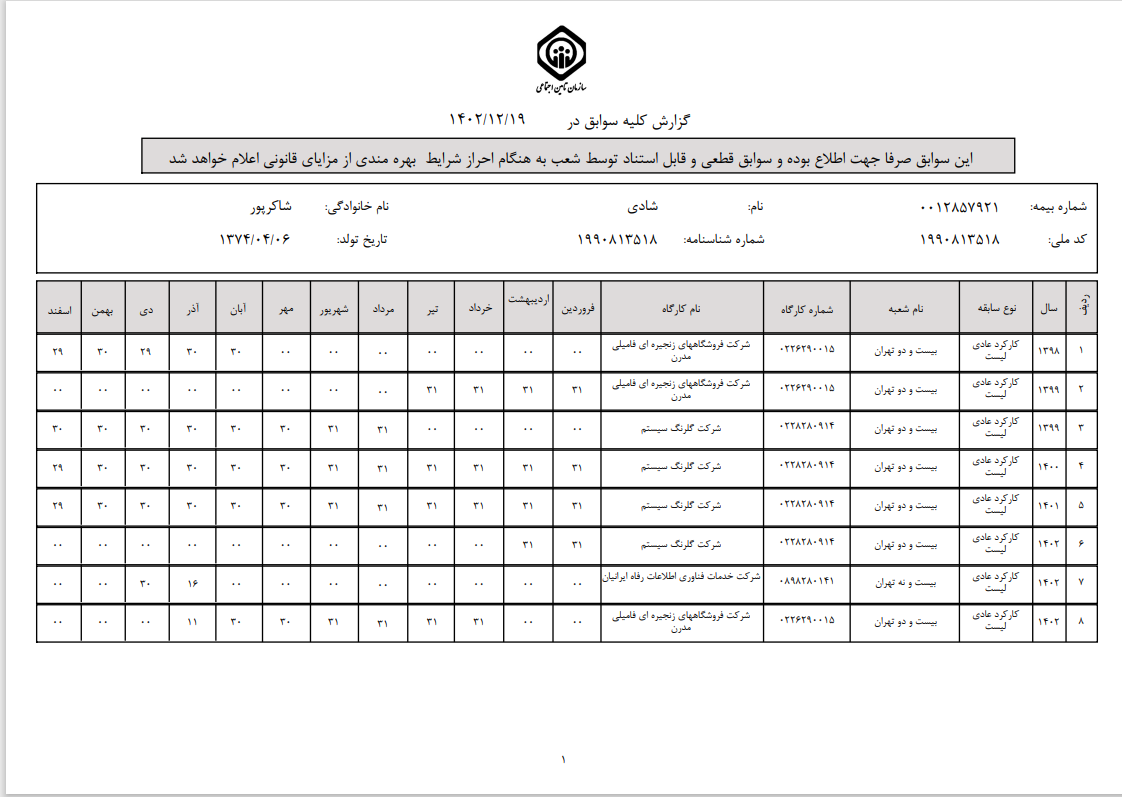 سازمان تأمین اجتماعی
گزارش کلیه سوابق در ۱۴۰۲/۱۲/۱۹
این سوابق صرفا جهت اطلاع بوده و سوابق قطعی و قابل استناد توسط شعب به هنگام احراز شرایط بهره مندی از مزایای قانونی اعلام خواهد شد
شماره بیمه: ۰۰۱۲۸۵۷۹۲۱ نام: شادی نام خانوادگی: شاکرپور
کد ملی: ۱۹۹۰۸۱۳۵۱۸ شماره شناسنامه: ۱۹۹۰۸۱۳۵۱۸ تاریخ تولد: ۱۳۷۴/۰۴/۰۶
ردیف سال نوع سابقه نام شعبه شماره کارگاه نام کارگاه فروردین اردیبهشت خرداد تیر مرداد شهریور مهر آبان آذر دی بهمن اسفند
۱ ۱۳۹۸ کارکرد عادی لیست بیست و دو تهران ۰۲۲۶۲۹۰۰۱۵ شرکت فروشگاههای زنجیره ای فامیلی مدرن ۰۰ ۰۰ ۰۰ ۰۰ ۰۰ ۰۰ ۰۰ ۳۰ ۳۰ ۲۹ ۳۰ ۲۹
۲ ۱۳۹۹ کارکرد عادی لیست بیست و دو تهران ۰۲۲۶۲۹۰۰۱۵ شرکت فروشگاههای زنجیره ای فامیلی مدرن ۳۱ ۳۱ ۳۱ ۳۱ ۰۰ ۰۰ ۰۰ ۰۰ ۰۰ ۰۰ ۰۰ ۰۰
۳ ۱۳۹۹ کارکرد عادی لیست بیست و دو تهران ۰۲۲۸۲۸۰۹۱۴ شرکت گلرنگ سیستم ۰۰ ۰۰ ۰۰ ۰۰ ۳۱ ۳۱ ۳۰ ۳۰ ۳۰ ۳۰ ۳۰ ۳۰
۴ ۱۴۰۰ کارکرد عادی لیست بیست و دو تهران ۰۲۲۸۲۸۰۹۱۴ شرکت گلرنگ سیستم ۳۱ ۳۱ ۳۱ ۳۱ ۳۱ ۳۱ ۳۰ ۳۰ ۳۰ ۳۰ ۳۰ ۲۹
۵ ۱۴۰۱ کارکرد عادی لیست بیست و دو تهران ۰۲۲۸۲۸۰۹۱۴ شرکت گلرنگ سیستم ۳۱ ۳۱ ۳۱ ۳۱ ۳۱ ۳۱ ۳۰ ۳۰ ۳۰ ۳۰ ۳۰ ۲۹
۶ ۱۴۰۲ کارکرد عادی لیست بیست و دو تهران ۰۲۲۸۲۸۰۹۱۴ شرکت گلرنگ سیستم ۳۱ ۳۱ ۰۰ ۰۰ ۰۰ ۰۰ ۰۰ ۰۰ ۰۰ ۰۰ ۰۰ ۰۰
۷ ۱۴۰۲ کارکرد عادی لیست بیست و نه تهران ۰۸۹۸۲۸۰۱۴۱ شرکت خدمات فناوری اطلاعات رفاه ایرانیان ۰۰ ۰۰ ۰۰ ۰۰ ۰۰ ۰۰ ۰۰ ۰۰ ۱۶ ۳۰ ۰۰ ۰۰
۸ ۱۴۰۲ کارکرد عادی لیست بیست و دو تهران ۰۲۲۶۲۹۰۰۱۵ شرکت فروشگاههای زنجیره ای فامیلی مدرن ۰۰ ۰۰ ۳۱ ۳۱ ۳۱ ۳۱ ۳۰ ۳۰ ۱۱ ۰۰ ۰۰ ۰۰
۱